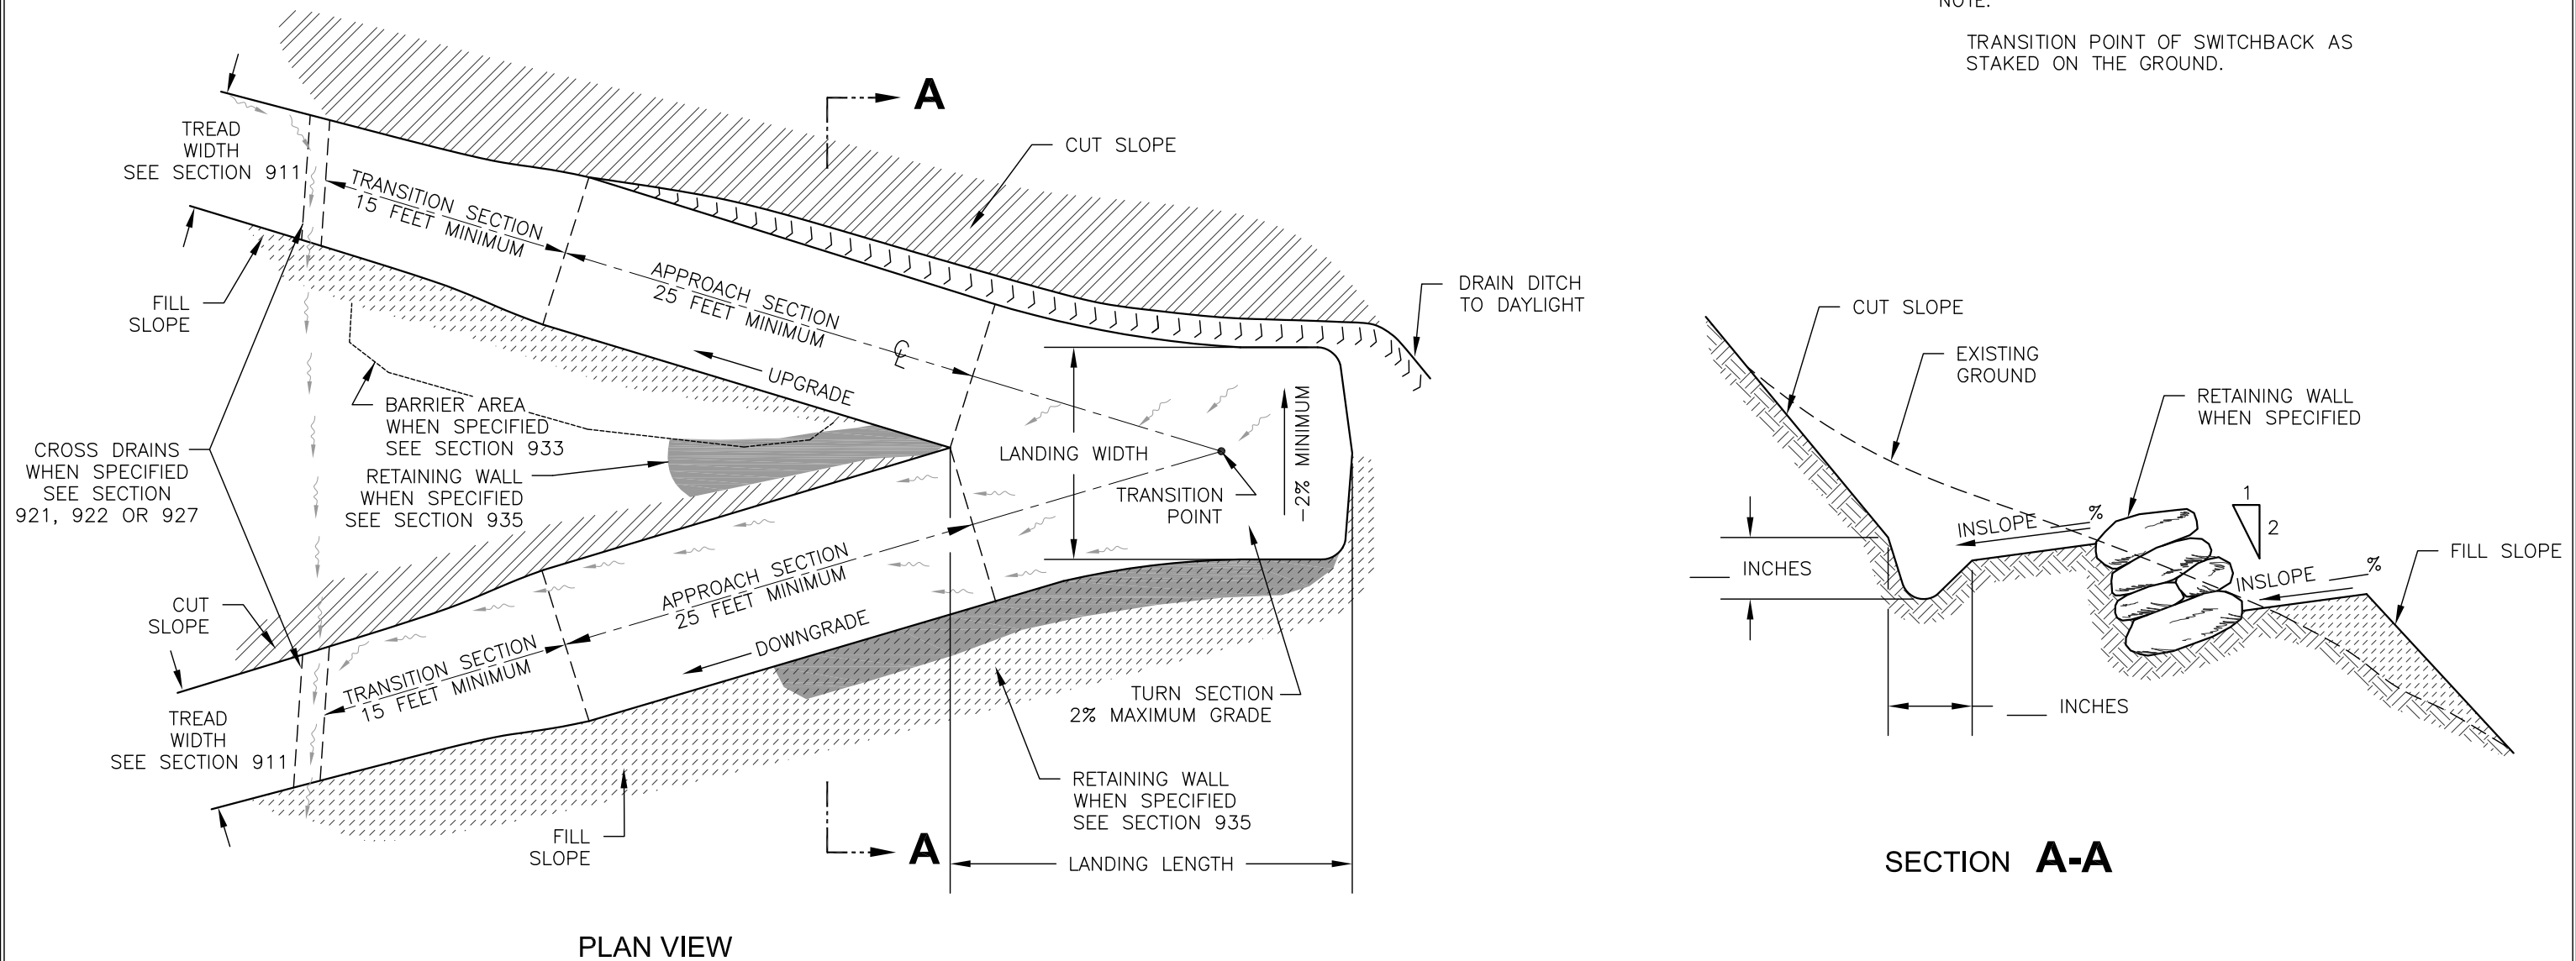 NOTE:
TRANSITION POINT OF SWITCHBACK AS
STAKED ON THE GROUND.
A
CUT SLOPE
TREAD
WIDTH
SEE SECTION 911
TRANSITION SECTION
15 FEET MINIMUM
APPROACH SECTION
25 FEET MINIMUM
DRAIN DITCH
TO DAYLIGHT
FILL
SLOPE
UPGRADE
CL
BARRIER AREA
WHEN SPECIFIED
SEE SECTION 933
CROSS DRAINS
WHEN SPECIFIED
SEE SECTION
921, 922 OR 927
RETAINING WALL
WHEN SPECIFIED
SEE SECTION 935
LANDING WIDTH
-2% MINIMUM
TRANSITION
POINT
APPROACH SECTION
25 FEET MINIMUM
CUT
SLOPE
DOWNGRADE
TRANSITION SECTION
15 FEET MINIMUM
TURN SECTION
2% MAXIMUM GRADE
TREAD
WIDTH
SEE SECTION 911
RETAINING WALL
WHEN SPECIFIED
SEE SECTION 935
FILL
SLOPE
A
LANDING LENGTH
PLAN VIEW
CUT SLOPE
EXISTING
GROUND
RETAINING WALL
WHEN SPECIFIED
1
2
INSLOPE %
FILL SLOPE
INSLOPE %
___ INCHES
___ INCHES
SECTION A-A